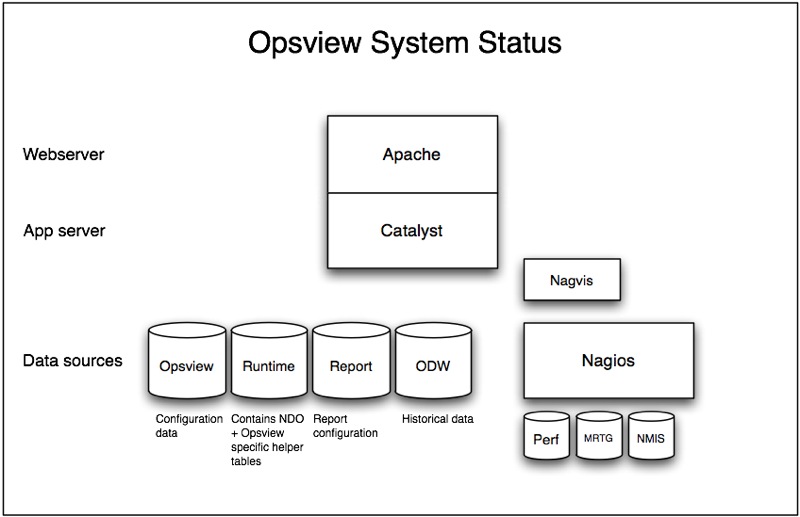 Opsview System Status
Webserver
Apache
App server
Catalyst
Nagvis
Data sources
Opsview
Runtime
Report
ODW
Nagios
Configuration
data
Contains NDO
+ Opsview
specific helper
tables
Report
configuration
Historical data
Perf
MRTG
NMIS